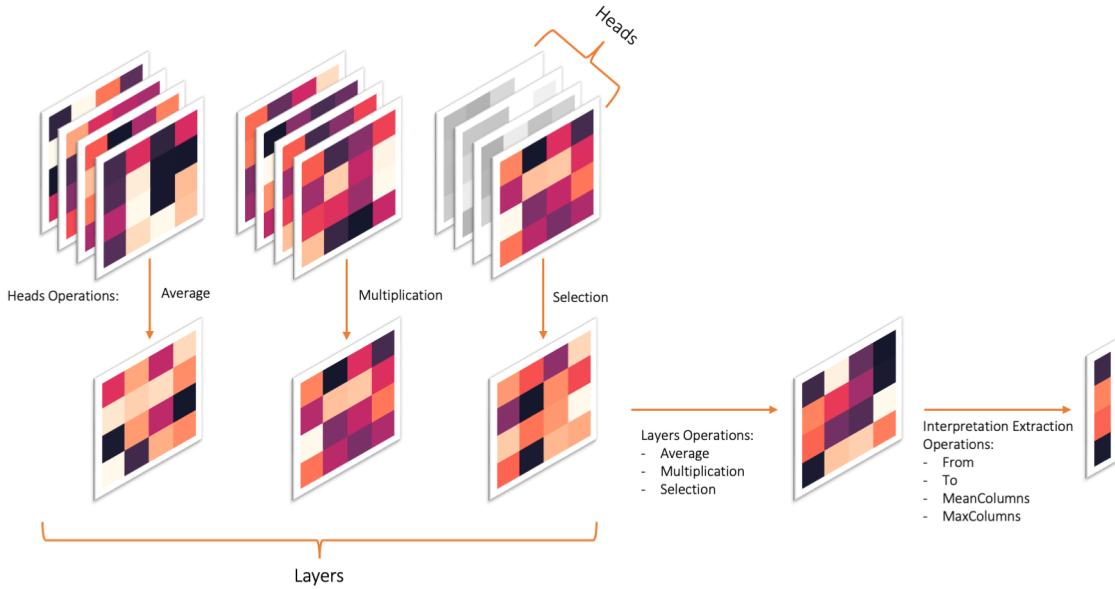 Heads
Heads Operations:
Average
Multiplication
Selection
Layers Operations:
- Average
- Multiplication
- Selection
Interpretation Extraction
Operations:
- From
- To
- MeanColumns
- MaxColumns
Layers